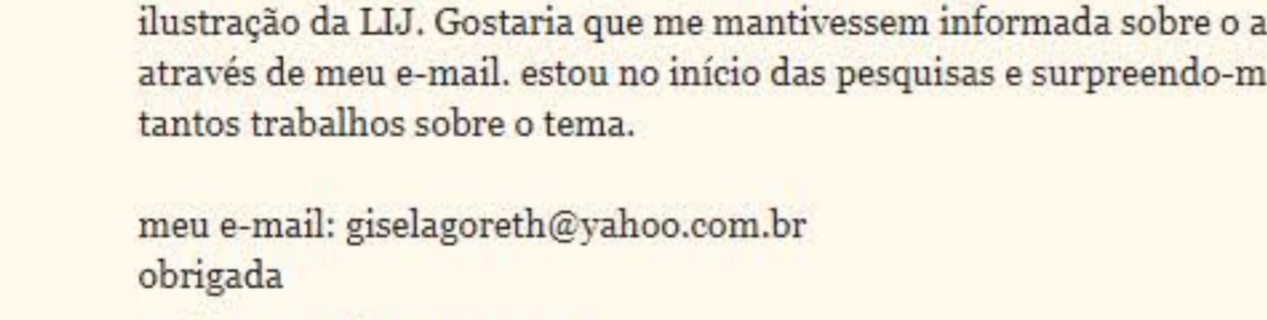 ilustração da LIJ. Gostaria que me mantivessem informada sobre o a
através de meu e-mail. estou no início das pesquisas e surpreendo-m
tantos trabalhos sobre o tema.
meu e-mail: giselagoreth@yahoo.com.br
obrigada